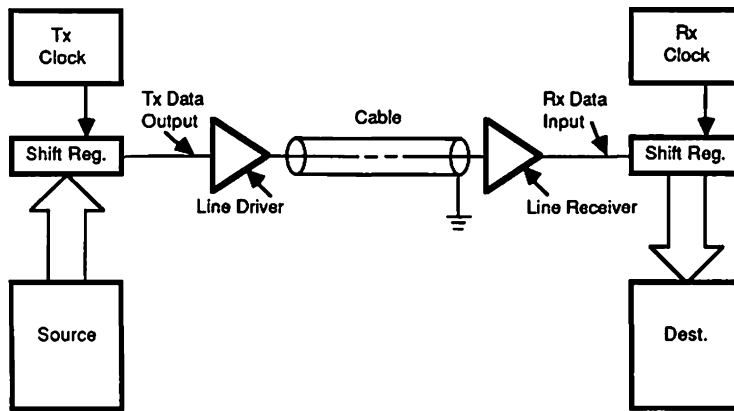 Tx
Clock
Rx
Clock
Tx Data
Output
Cable
Rx Data
Input
Shift Reg.
Shift Reg.
Line Driver
Line Receiver
Source
Dest.